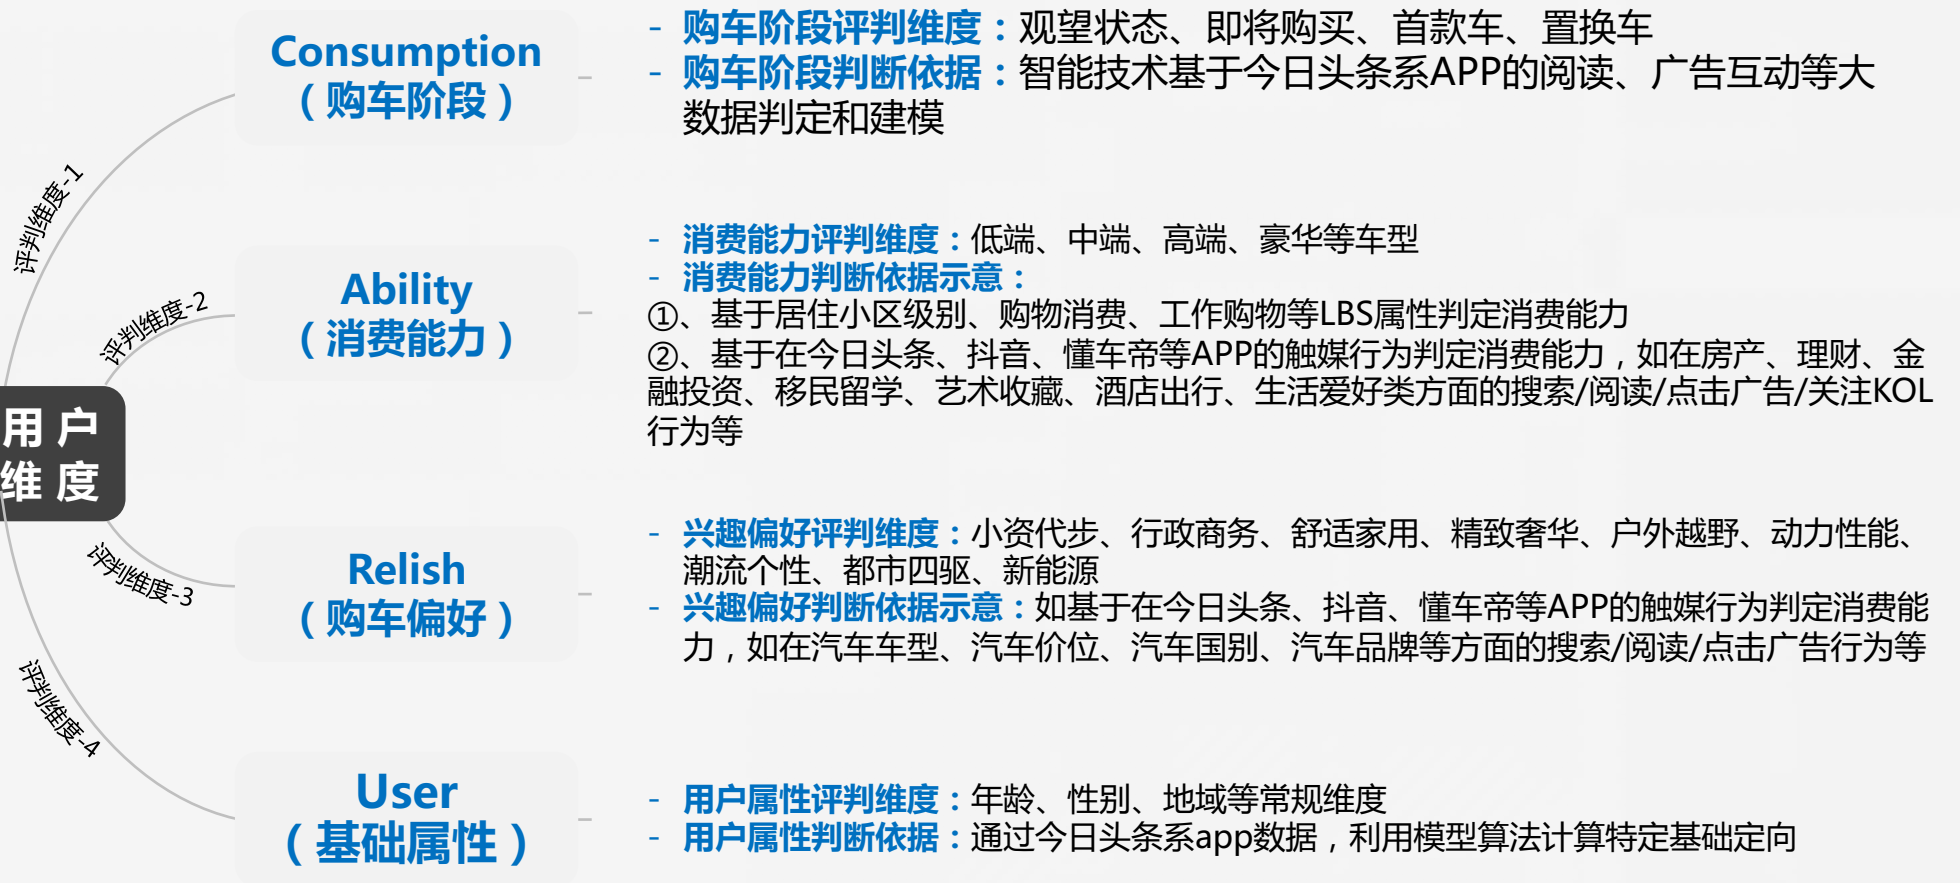 Consumption
（购车阶段）
- 购车阶段评判维度：观望状态、即将购买、首款车、置换车
- 购车阶段判断依据：智能技术基于今日头条系APP的阅读、广告互动等大
数据判定和建模
评判维度-1
Ability
（消费能力）
- 消费能力评判维度：低端、中端、高端、豪华等车型
- 消费能力判断依据示意：
①、基于居住小区级别、购物消费、工作购物等LBS属性判定消费能力
②、基于在今日头条、抖音、懂车帝等APP的触媒行为判定消费能力，如在房产、理财、金
融投资、移民留学、艺术收藏、酒店出行、生活爱好类方面的搜索/阅读/点击广告/关注KOL
行为等
评判维度-2
用 户
维 度
评判维度-3
Relish
（购车偏好）
- 兴趣偏好评判维度：小资代步、行政商务、舒适家用、精致奢华、户外越野、动力性能、
潮流个性、都市四驱、新能源
- 兴趣偏好判断依据示意：如基于在今日头条、抖音、懂车帝等APP的触媒行为判定消费能
力，如在汽车车型、汽车价位、汽车国别、汽车品牌等方面的搜索/阅读/点击广告行为等
评判维度-4
User
（基础属性）
- 用户属性评判维度：年龄、性别、地域等常规维度
- 用户属性判断依据：通过今日头条系app数据，利用模型算法计算特定基础定向